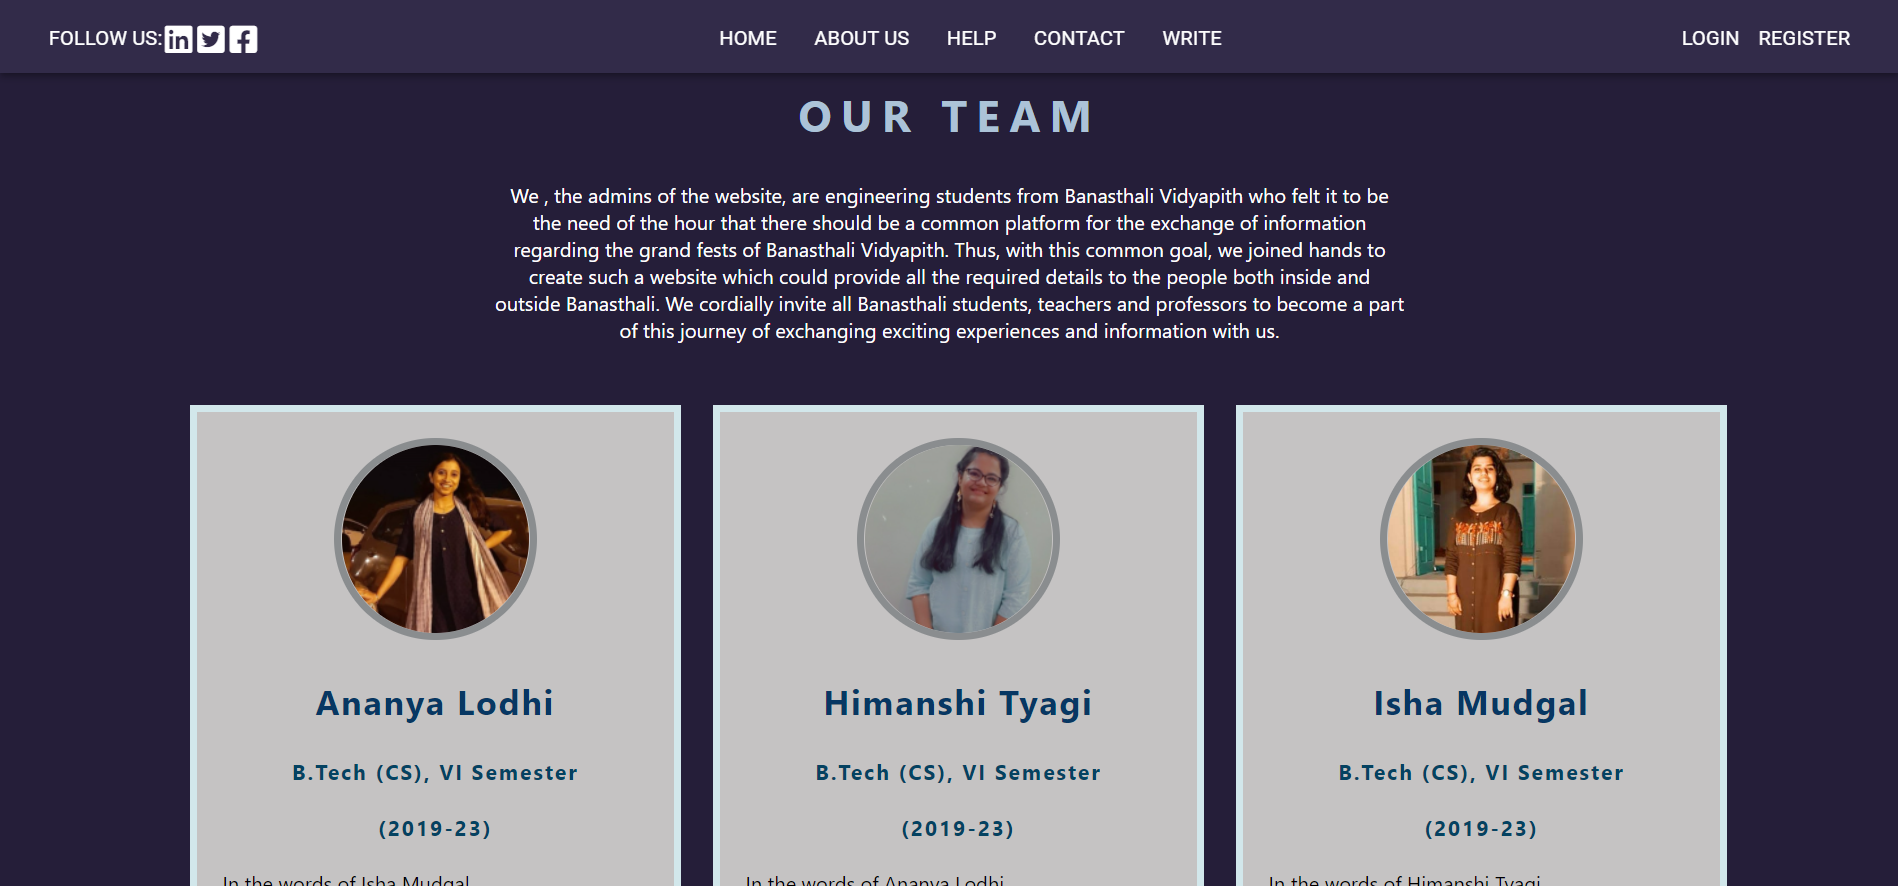 FOLLOW US: HOME ABOUT US HELP CONTACT WRITE LOGIN REGISTER
OUR TEAM
We , the admins of the website, are engineering students from Banasthali Vidyapith who felt it to be
the need of the hour that there should be a common platform for the exchange of information
regarding the grand fests of Banasthali Vidyapith. Thus, with this common goal, we joined hands to
create such a website which could provide all the required details to the people both inside and
outside Banasthali. We cordially invite all Banasthali students, teachers and professors to become a part
of this journey of exchanging exciting experiences and information with us.
Ananya Lodhi
B.Tech (CS), VI Semester
(2019-23)
In the words of Isha Mudgal
Himanshi Tyagi
B.Tech (CS), VI Semester
(2019-23)
In the words of Ananya Lodhi
Isha Mudgal
B.Tech (CS), VI Semester
(2019-23)
In the words of Himanshi Tyagi